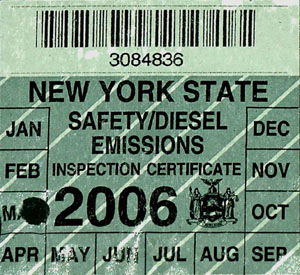 3084836
NEW YORK STATE
JAN SAFETY/DIESEL DEC
EMISSIONS
FEB INSPECTION CERTIFICATE NOV
2006 OCT
APR MAY JUN JUL AUG SEP